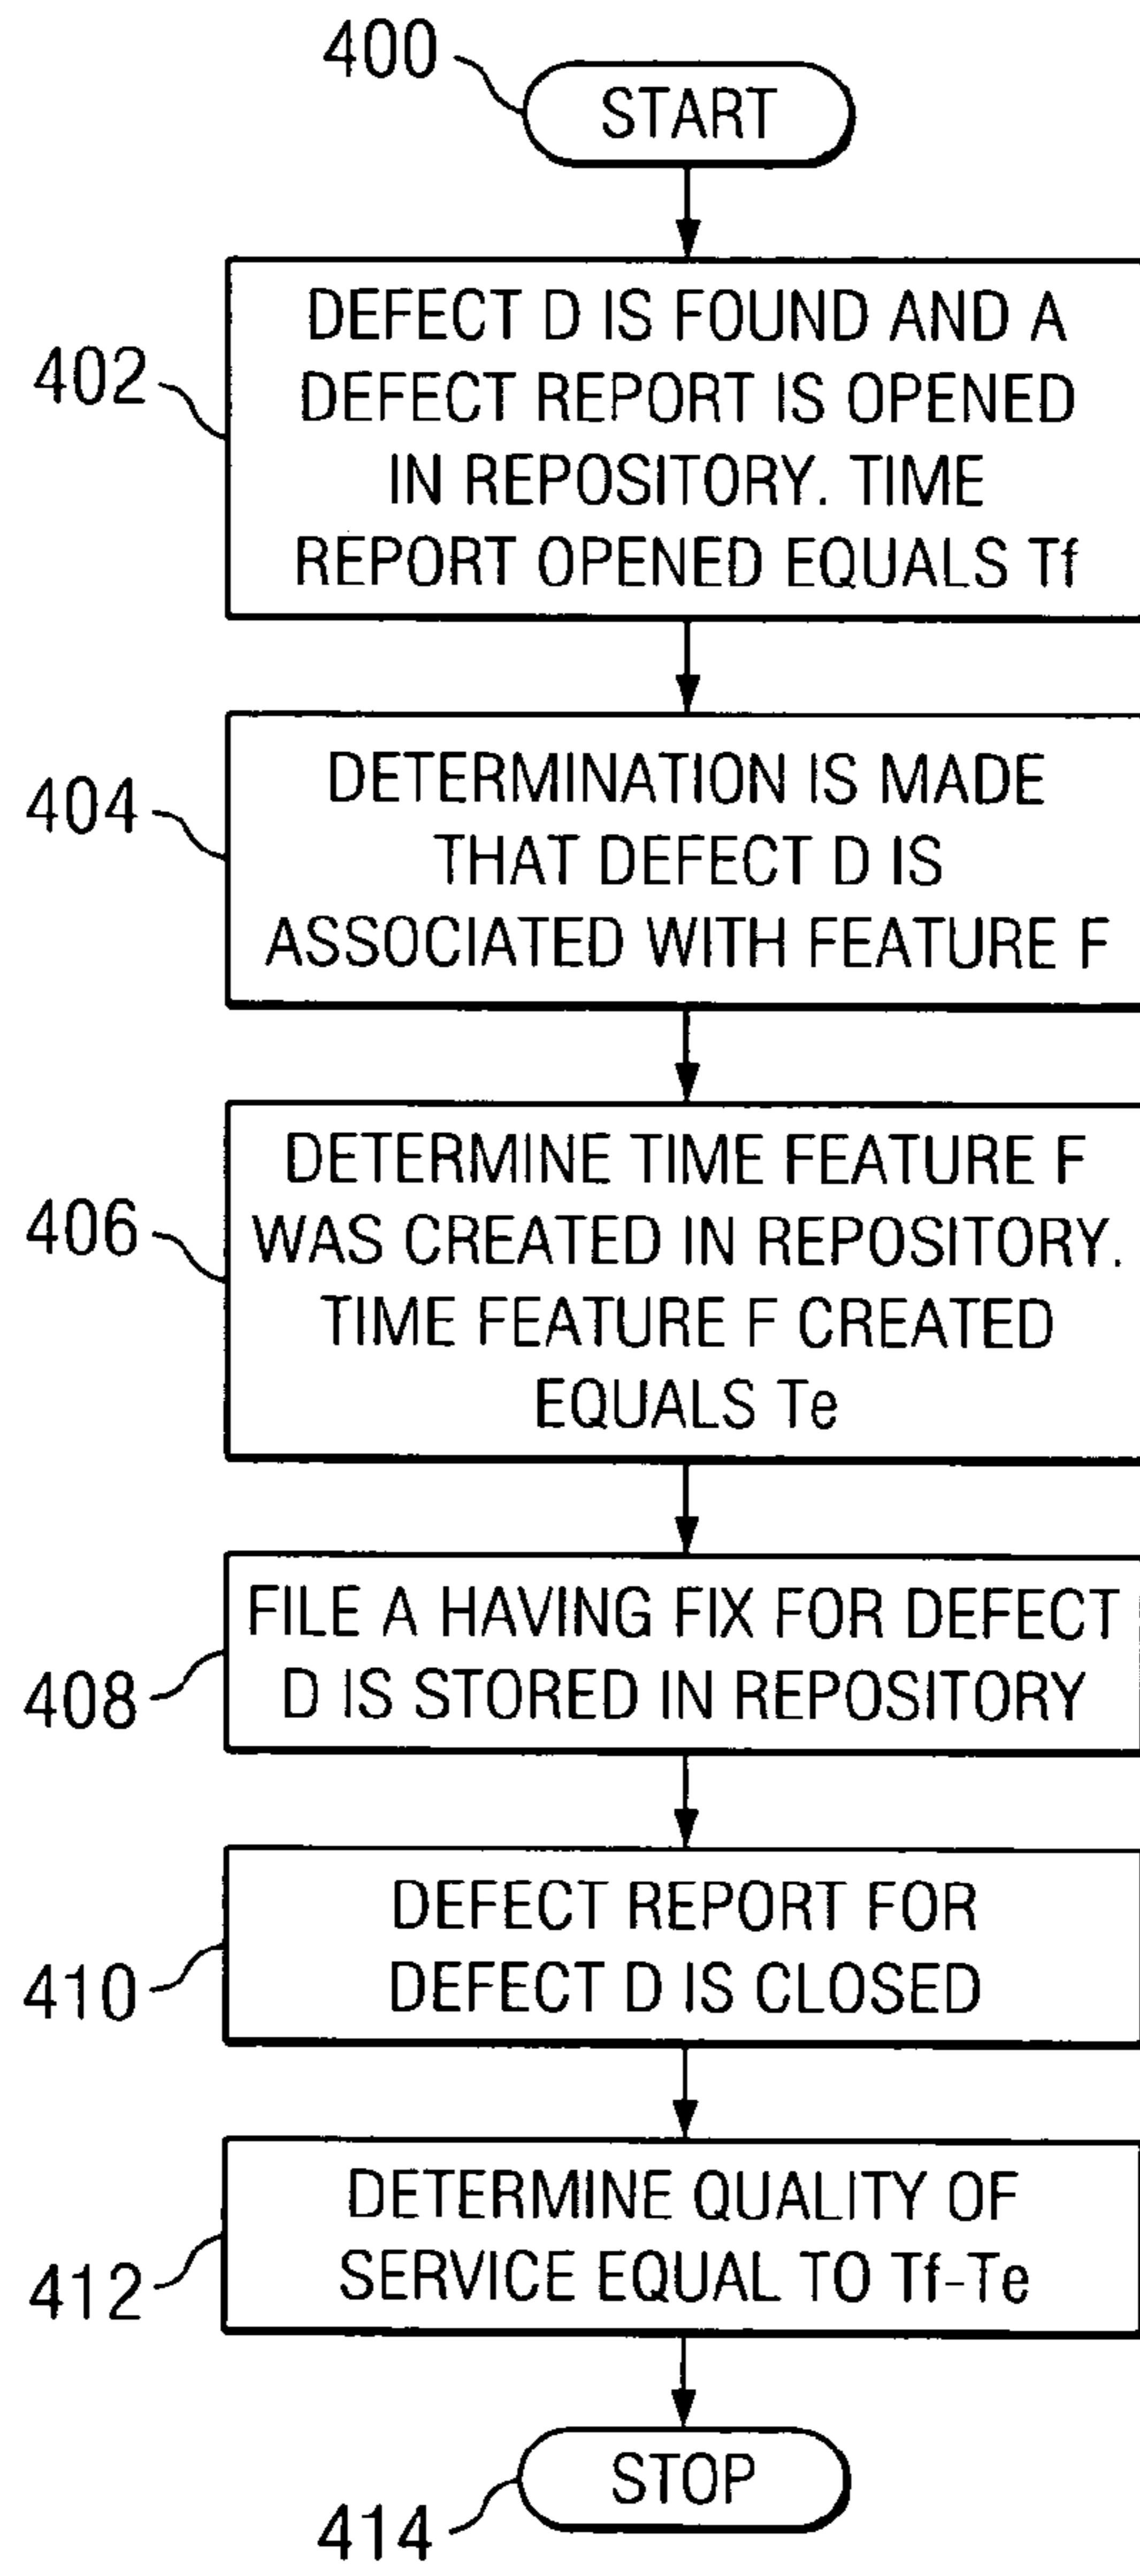 400
START
402
DEFECT D IS FOUND AND A
DEFECT REPORT IS OPENED
IN REPOSITORY. TIME
REPORT OPENED EQUALS Tf
404
DETERMINATION IS MADE
THAT DEFECT D IS
ASSOCIATED WITH FEATURE F
406
DETERMINE TIME FEATURE F
WAS CREATED IN REPOSITORY.
TIME FEATURE F CREATED
EQUALS Te
408
FILE A HAVING FIX FOR DEFECT
D IS STORED IN REPOSITORY
410
DEFECT REPORT FOR
DEFECT D IS CLOSED
412
DETERMINE QUALITY OF
SERVICE EQUAL TO Tf-Te
STOP
414